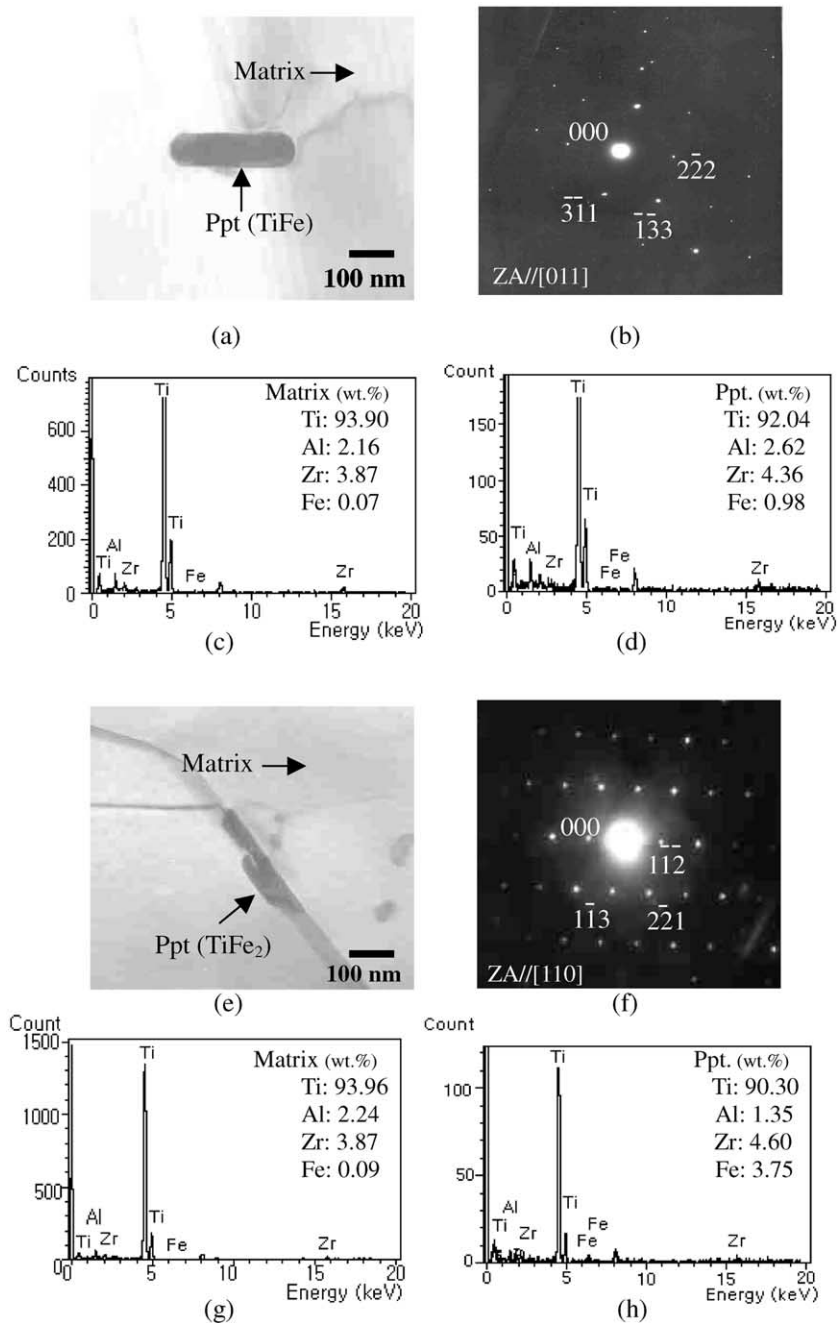 Matrix
Ppt (TiFe)
100 nm
(a)
000
22̅2
3̅1̅1
1̅3̅3
ZA//[011]
(b)
Counts
Ti
Matrix (wt.%)
Ti: 93.90
600
Al: 2.16
Zr: 3.87
400
Fe: 0.07
Ti
200
Al
Ti
Zr
Fe
Zr
0
0
5
10
15
20
Energy (keV)
(c)
Count
Ti
Ppt. (wt.%)
150
Ti: 92.04
Al: 2.62
100
Zr: 4.36
Fe: 0.98
Ti
50
Ti
Al
Zr
Fe
Fe
Zr
0
0
5
10
15
20
Energy (keV)
(d)
Matrix
Ppt (TiFe₂)
100 nm
(e)
000
11̅2̅
11̅3
22̅1
ZA//[110]
(f)
Count
1500
Ti
Matrix (wt.%)
Ti: 93.96
1000
Al: 2.24
Zr: 3.87
Fe: 0.09
500
Ti
Al
Ti
Zr
Fe
Zr
0
0
5
10
15
20
Energy (keV)
(g)
Count
Ti
Ppt. (wt.%)
100
Ti: 90.30
Al: 1.35
Zr: 4.60
50
Fe: 3.75
Ti
Al
Ti
Zr
Fe
Fe
Zr
0
0
5
10
15
20
Energy (keV)
(h)